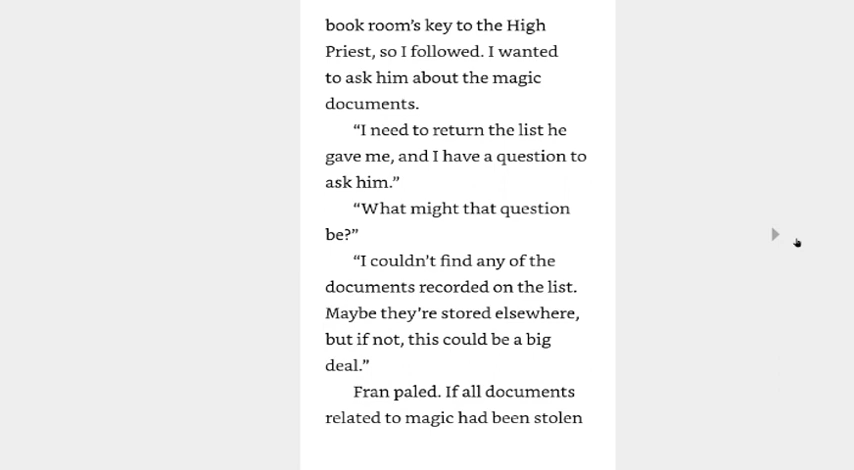 book room’s key to the High
Priest, so I followed. I wanted
to ask him about the magic
documents.
“I need to return the list he
gave me, and I have a question to
ask him.”
“What might that question
be?”
“I couldn’t find any of the
documents recorded on the list.
Maybe they’re stored elsewhere,
but if not, this could be a big
deal.”
Fran paled. If all documents
related to magic had been stolen